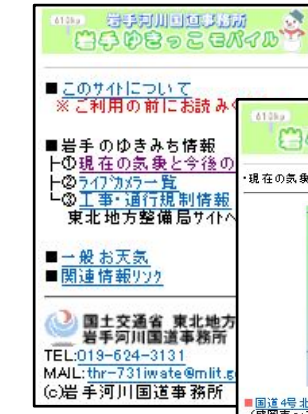 613ku 岩手河川国道事務所
岩手ゆきっこモバイル
■このサイトについて
※ご利用の前にお読み
■岩手のゆきみち情報
├①現在の気象と今後の
├②ライブカメラ一覧
└③工事・通行規制情報
東北地方整備局サイトへ
■一般お天気
■関連情報リンク
国土交通省 東北地方
岩手河川国道事務所
TEL:019-624-3131
MAIL:thr-731iwate@mlit.g
(c)岩手河川国道事務所
613ku
・現在の気象
■国道4号北